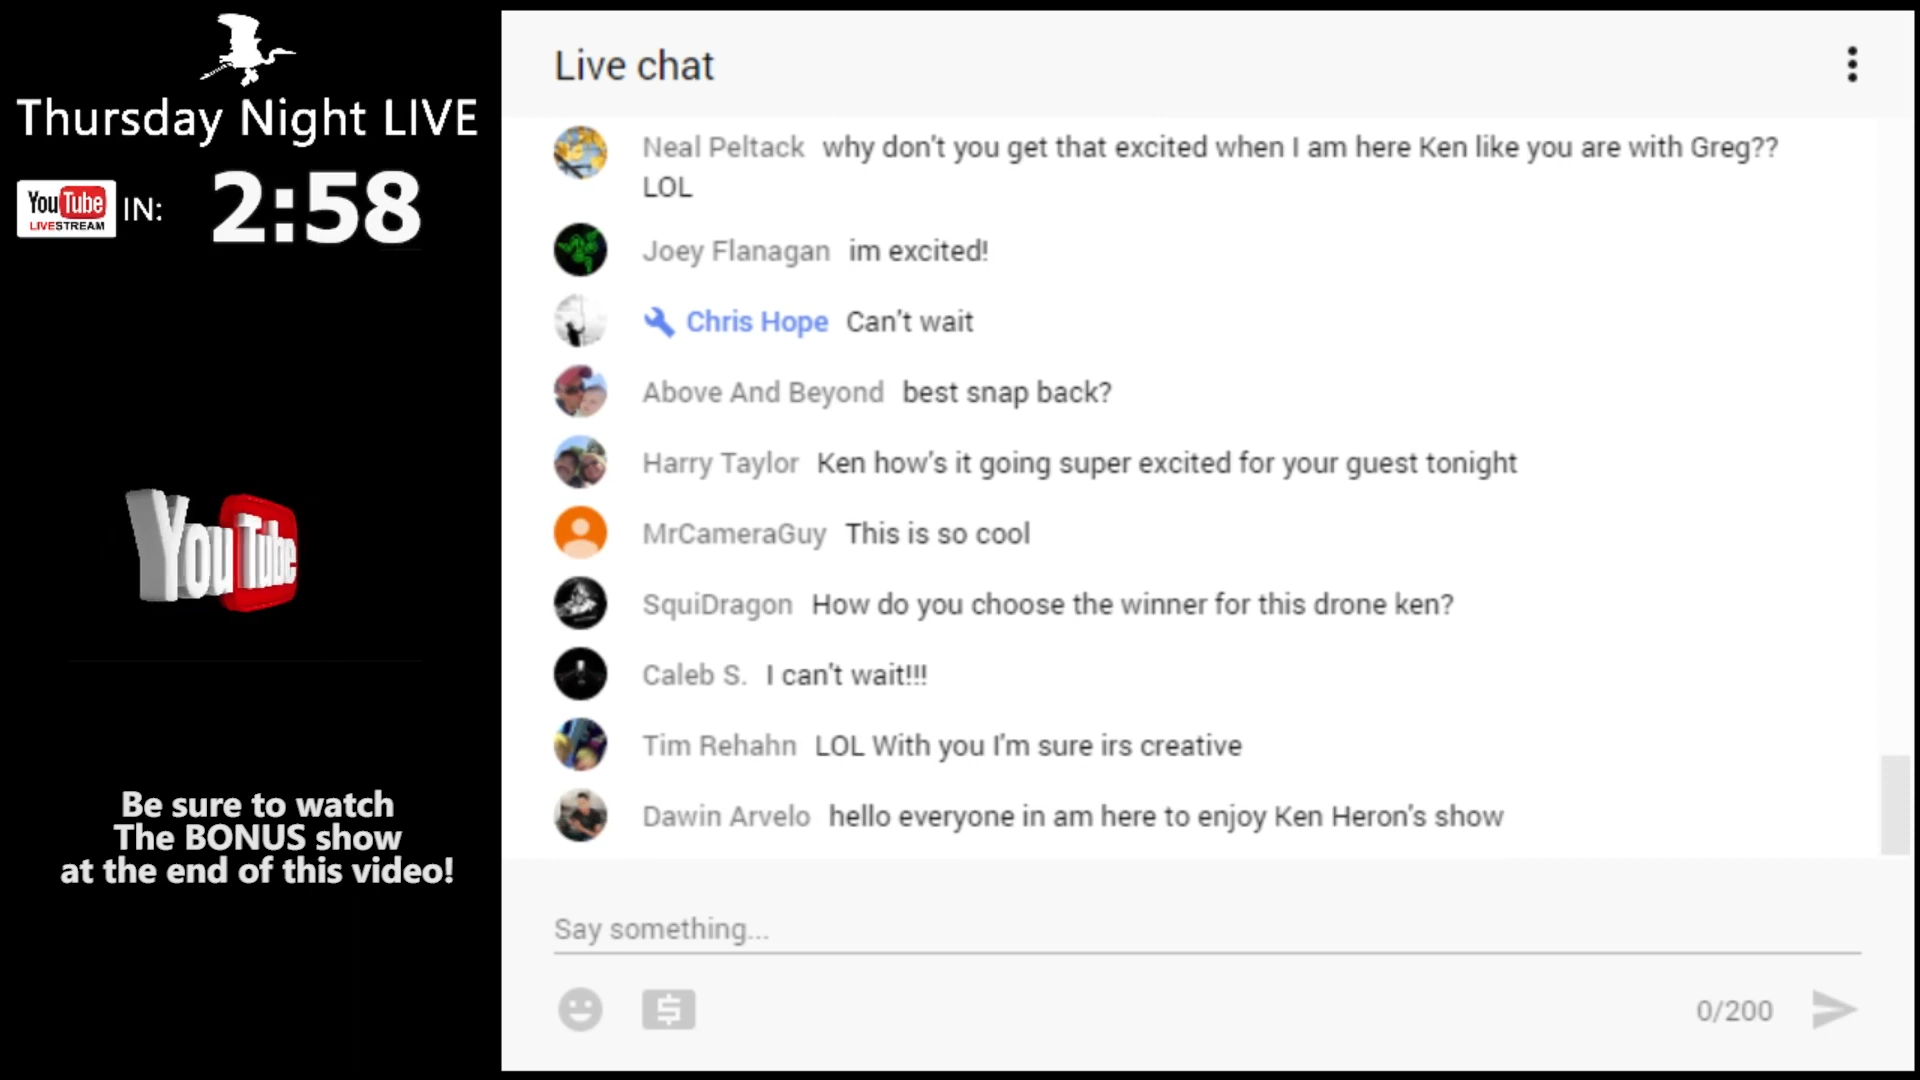 Thursday Night LIVE
YouTube
LIVESTREAM
IN:
2:58
YouTube
Be sure to watch
The BONUS show
at the end of this video!
Live chat
Neal Peltack why don't you get that excited when I am here Ken like you are with Greg??
LOL
Joey Flanagan im excited!
Chris Hope Can't wait
Above And Beyond best snap back?
Harry Taylor Ken how's it going super excited for your guest tonight
MrCameraGuy This is so cool
SquiDragon How do you choose the winner for this drone ken?
Caleb S. I can't wait!!!
Tim Rehahn LOL With you I'm sure irs creative
Dawin Arvelo hello everyone in am here to enjoy Ken Heron's show
Say something...
$
0/200